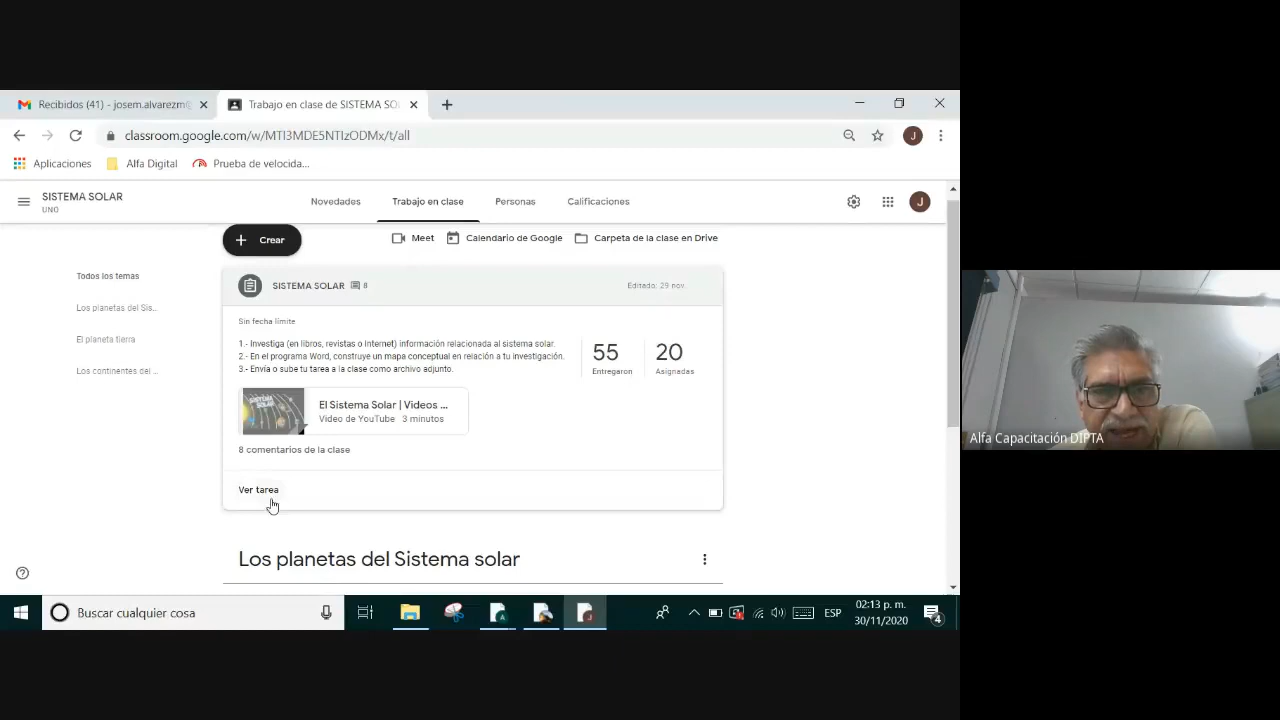 Recibidos (41) - josem.alvarezm
Trabajo en clase de SISTEMA SO
classroom.google.com/w/MTI3MDE5NTIzODMx/t/all
Aplicaciones
Alfa Digital
Prueba de velocida...
SISTEMA SOLAR
UNO
Novedades
Trabajo en clase
Personas
Calificaciones
J
Crear
Meet
Calendario de Google
Carpeta de la clase en Drive
Todos los temas
Los planetas del Sis...
El planeta tierra
Los continentes del ...
SISTEMA SOLAR
8
Editado: 29 nov.
Sin fecha límite
1.- Investiga (en libros, revistas o Internet) información relacionada al sistema solar.
2.- En el programa Word, construye un mapa conceptual en relación a tu investigación.
3.- Envía o sube tu tarea a la clase como archivo adjunto.
55
Entregaron
20
Asignadas
El Sistema Solar | Videos ...
Video de YouTube 3 minutos
8 comentarios de la clase
Ver tarea
Los planetas del Sistema solar
Alfa Capacitación DIPTA
Buscar cualquier cosa
ESP
02:13 p. m.
30/11/2020
4